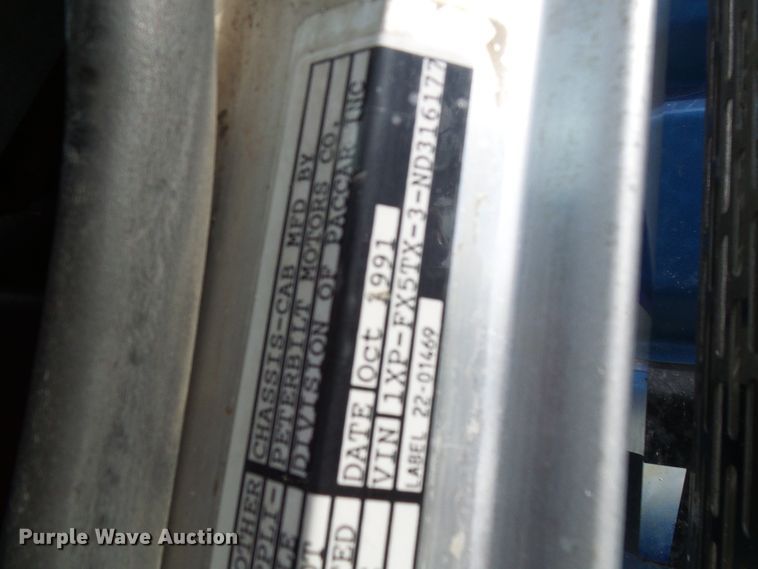 OTHER CHASSIS-CAB MFD BY
PETERBILT MOTORS CO,
DIVISION OF PACCAR INC
DATE Oct 1991
VIN 1XP-FX5TX-3-ND316177
LABEL 22-01469
Purple Wave Auction